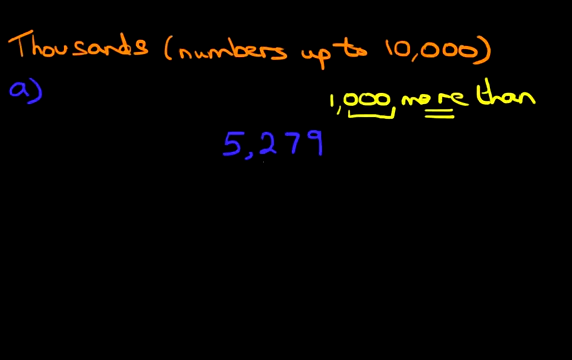 Thousands (numbers up to 10,000)
a)
1,000 more than
5,279